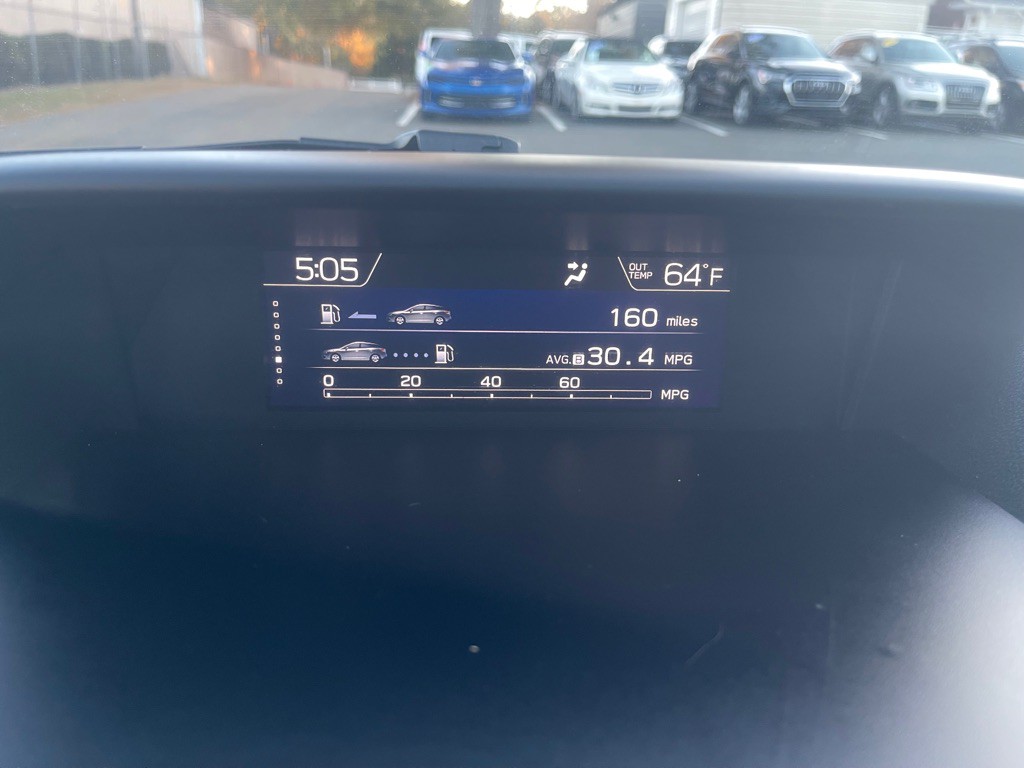 5:05
OUT TEMP 64°F
160 miles
AVG. B 30.4 MPG
0 20 40 60
MPG